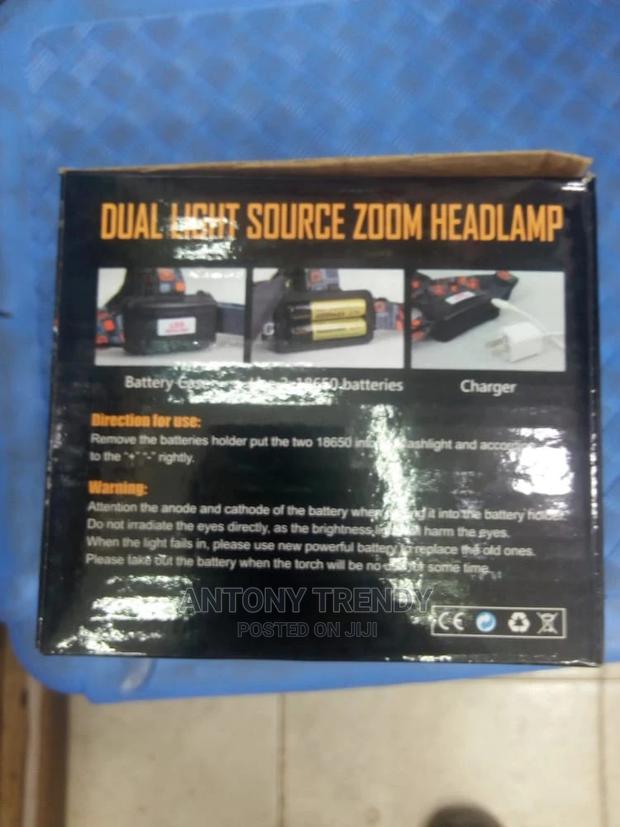 DUAL LIGHT SOURCE ZOOM HEADLAMP
Battery Case 2 18650 batteries Charger
Direction for use:
Remove the batteries holder put the two 18650 flashlight and
to the "+" "-" rightly.
Warning:
Attention the anode and cathode of the battery when it into the battery
Do not irradiate the eyes directly, as the brightness harm the eyes.
When the light fails in, please use new powerful battery to replace the old ones.
Please take out the battery when the torch will be no some time.
ANTONY TRENDY
POSTED ON JIJI
CE